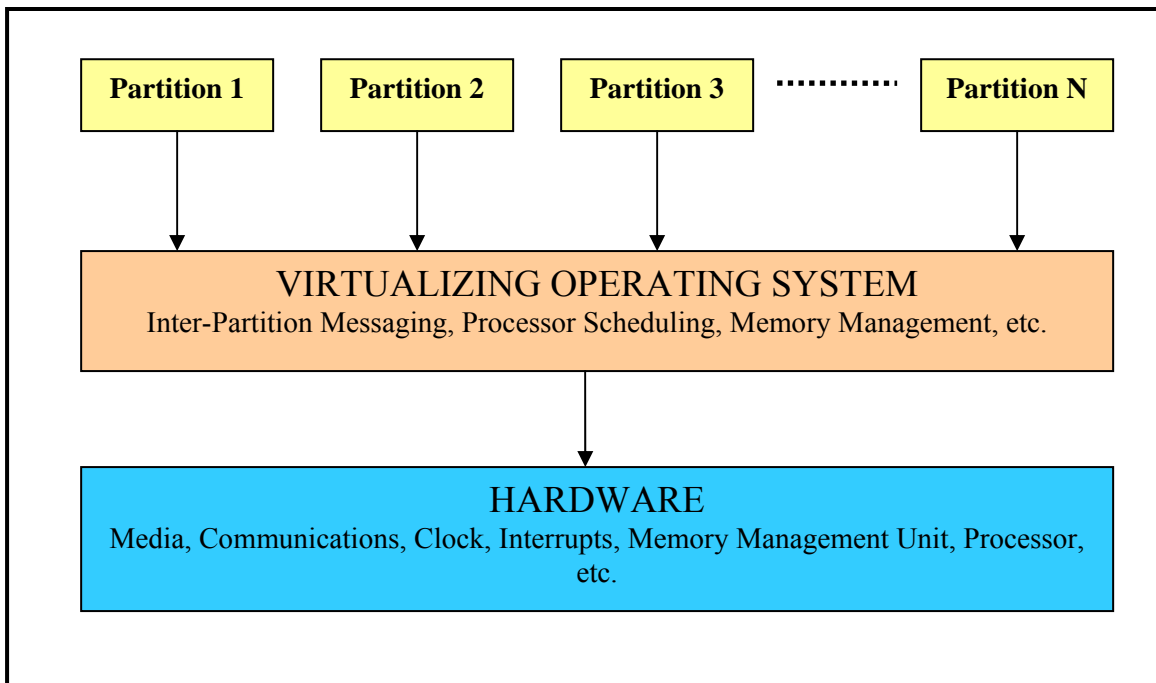 Partition 1
Partition 2
Partition 3
Partition N
VIRTUALIZING OPERATING SYSTEM
Inter-Partition Messaging, Processor Scheduling, Memory Management, etc.
HARDWARE
Media, Communications, Clock, Interrupts, Memory Management Unit, Processor,
etc.